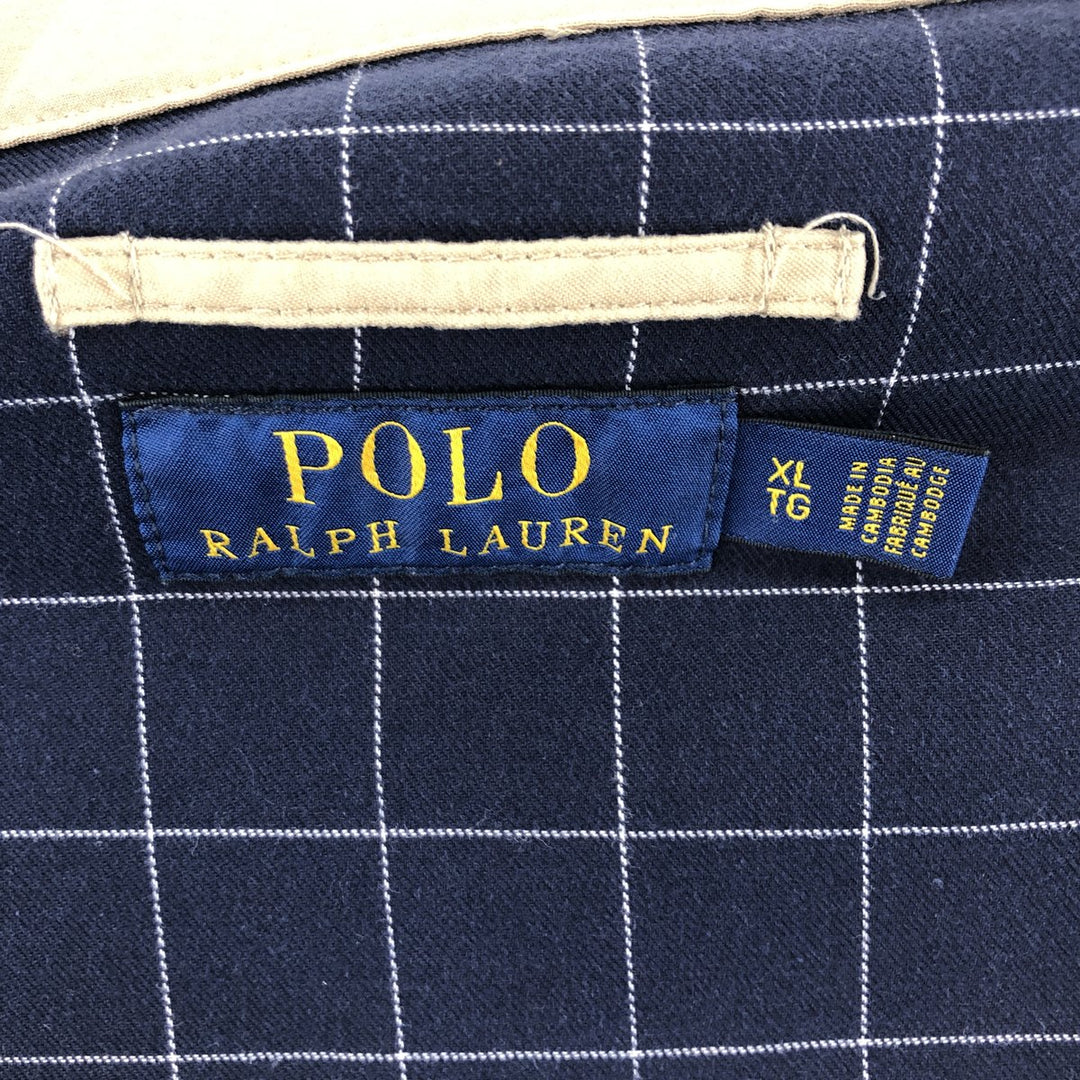 POLO
RALPH LAUREN
XL
TG
MADE IN
CAMBODIA
FABRIQUÉ AU
CAMBODGE